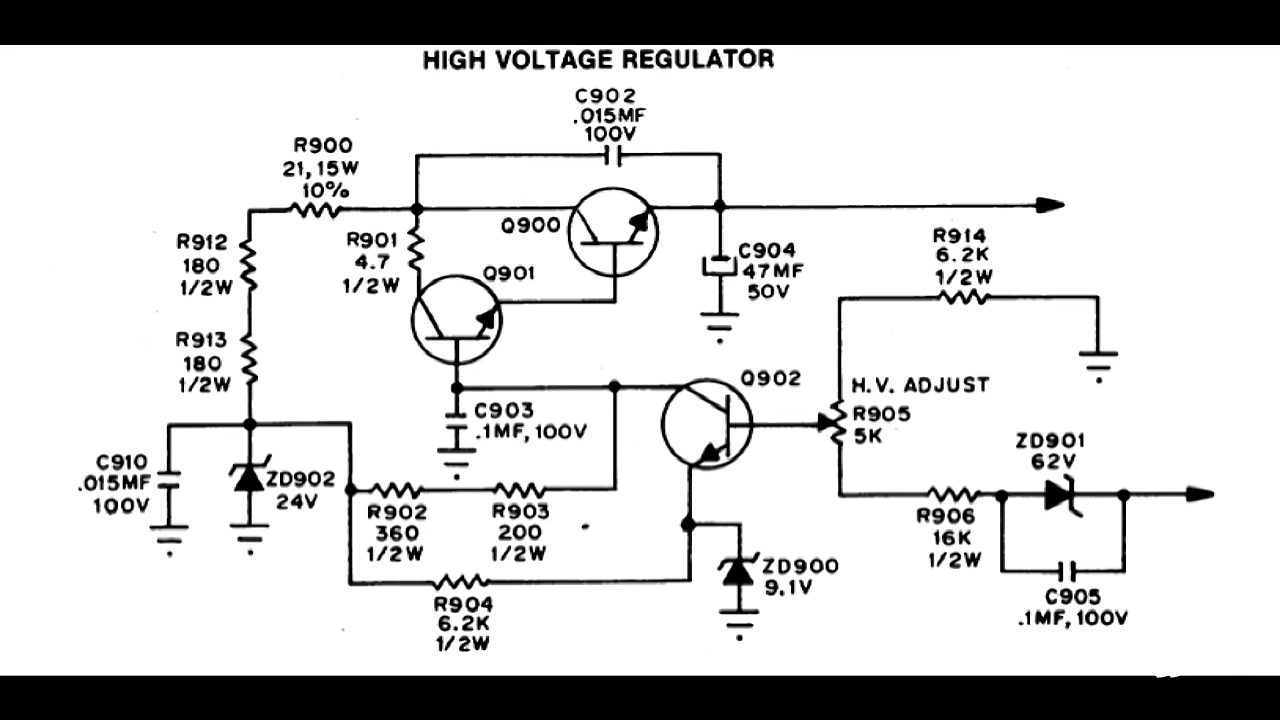 HIGH VOLTAGE REGULATOR
C902
.015MF
100V
R900
21, 15W
10%
Q900
R912
180
1/2W
R901
4.7
1/2W
Q901
C904
47MF
50V
R914
6.2K
1/2W
R913
180
1/2W
Q902
H.V. ADJUST
R905
5K
C903
.1MF, 100V
ZD901
62V
C910
.015MF
100V
ZD902
24V
R902
360
1/2W
R903
200
1/2W
R906
16K
1/2W
ZD900
9.1V
R904
6.2K
1/2W
C905
.1MF, 100V